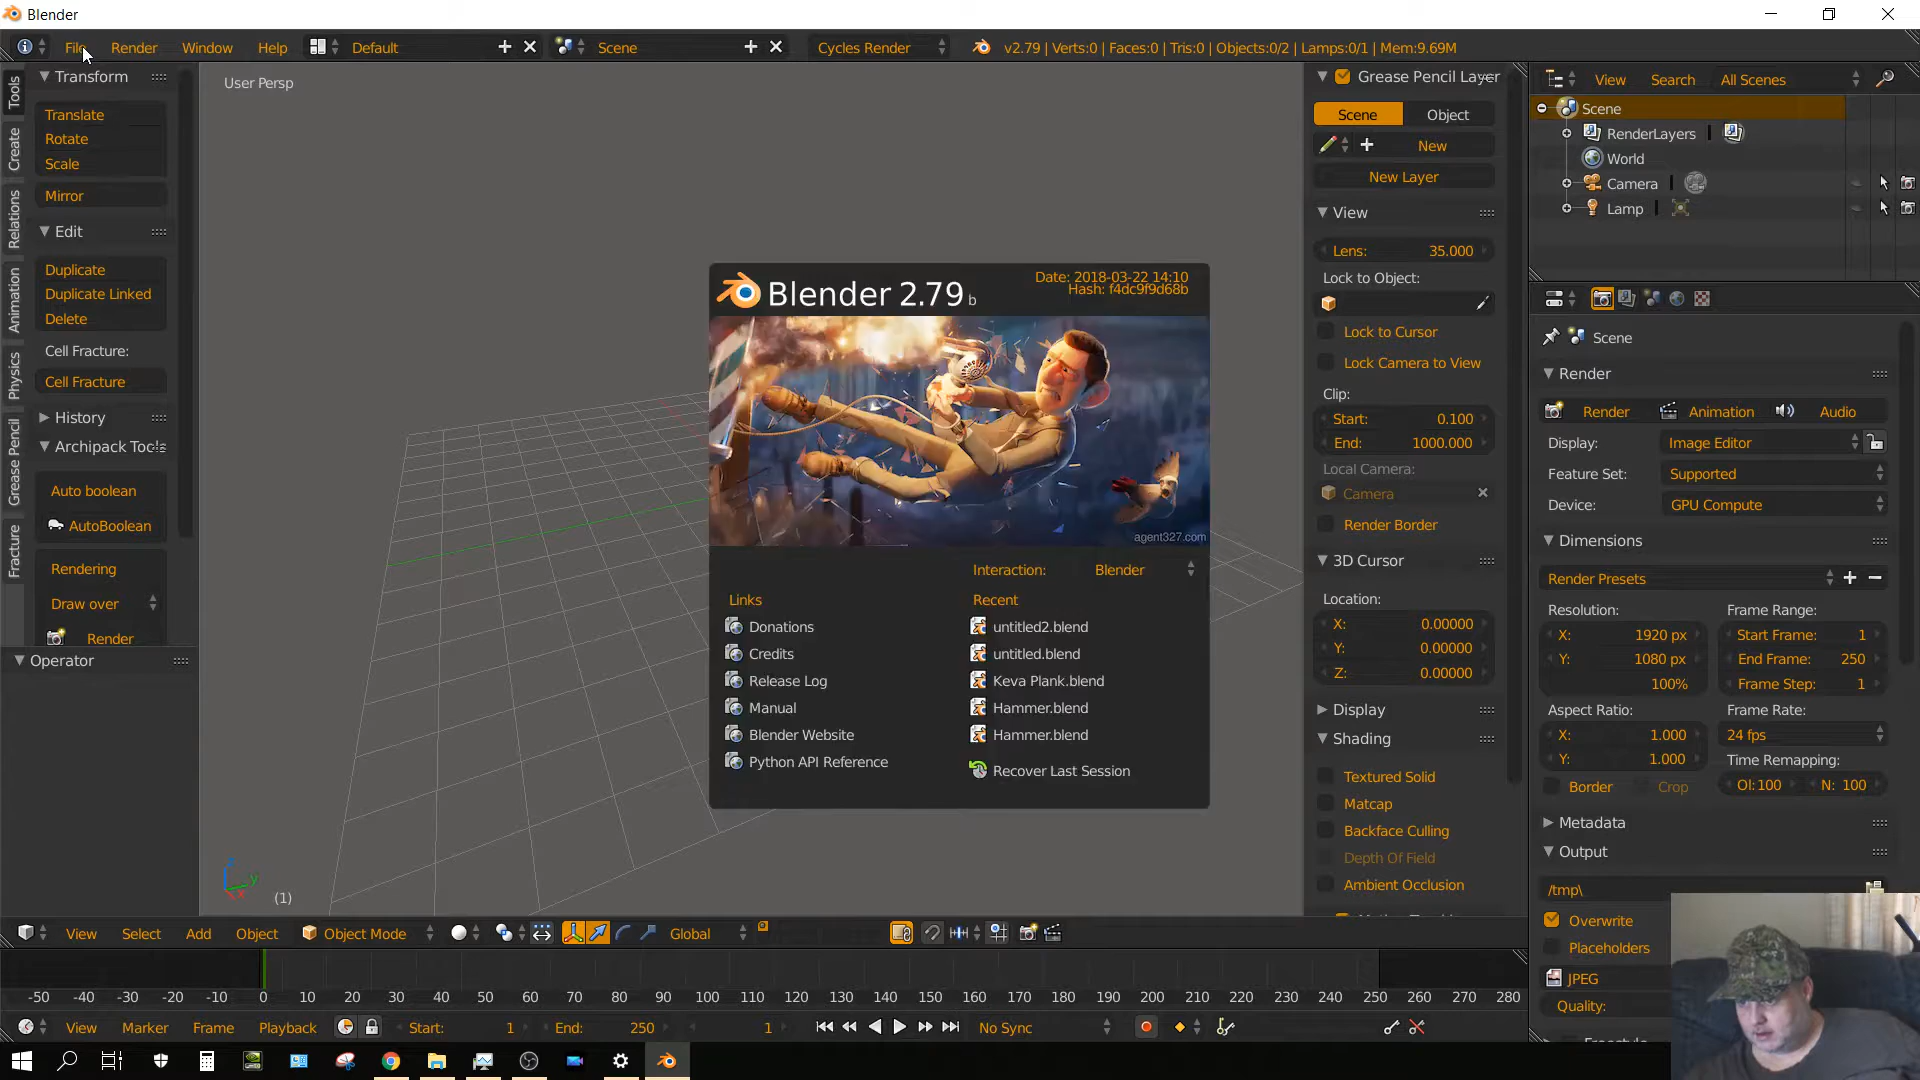 Blender
File Render Window Help Default Scene Cycles Render v2.79 | Verts:0 | Faces:0 | Tris:0 | Objects:0/2 | Lamps:0/1 | Mem:9.69M
Tools
Create
Relations
Animation
Physics
Grease Pencil
Fracture
Transform
Translate
Rotate
Scale
Mirror
Edit
Duplicate
Duplicate Linked
Delete
Cell Fracture:
Cell Fracture
History
Archipack Tools
Auto boolean
AutoBoolean
Rendering
Draw over
Render
Operator
User Persp
(1)
Blender 2.79 b
Date: 2018-03-22 14:10
Hash: f4dc9f9d68b
agent327.com
Interaction: Blender
Links
Donations
Credits
Release Log
Manual
Blender Website
Python API Reference
Recent
untitled2.blend
untitled.blend
Keva Plank.blend
Hammer.blend
Hammer.blend
Recover Last Session
Grease Pencil Layer
Scene Object
New
New Layer
View
Lens: 35.000
Lock to Object:
Lock to Cursor
Lock Camera to View
Clip:
Start: 0.100
End: 1000.000
Local Camera:
Camera
Render Border
3D Cursor
Location:
X: 0.00000
Y: 0.00000
Z: 0.00000
Display
Shading
Textured Solid
Matcap
Backface Culling
Depth Of Field
Ambient Occlusion
View Search All Scenes
Scene
RenderLayers
World
Camera
Lamp
Scene
Render
Render Animation Audio
Display: Image Editor
Feature Set: Supported
Device: GPU Compute
Dimensions
Render Presets
Resolution: Frame Range:
X: 1920 px Start Frame: 1
Y: 1080 px End Frame: 250
100% Frame Step: 1
Aspect Ratio: Frame Rate:
X: 1.000 24 fps
Y: 1.000 Time Remapping:
Border Crop Ol:100 N: 100
Metadata
Output
/tmp\
Overwrite
Placeholders
JPEG
Quality:
View Select Add Object Object Mode Global
-50 -40 -30 -20 -10 0 10 20 30 40 50 60 70 80 90 100 110 120 130 140 150 160 170 180 190 200 210 220 230 240 250 260 270 280
View Marker Frame Playback Start: 1 End: 250 1 No Sync